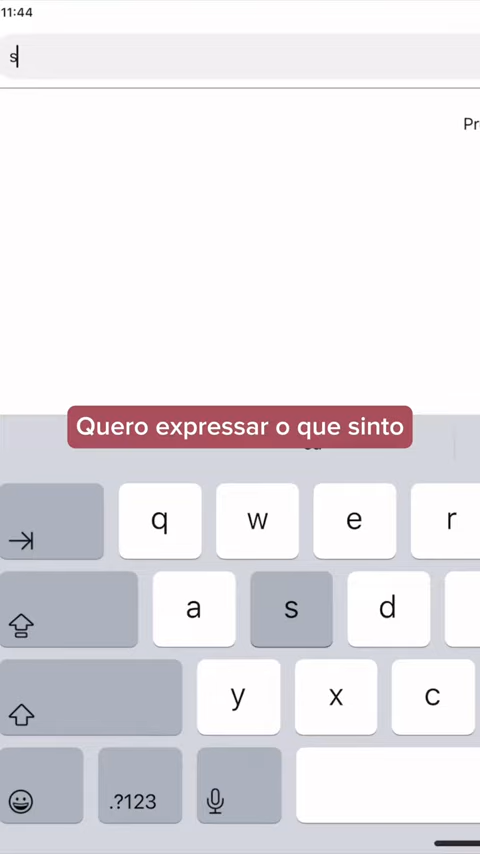 11:44
s
Pr
Quero expressar o que sinto
q w e r
a s d
y x c
.?123